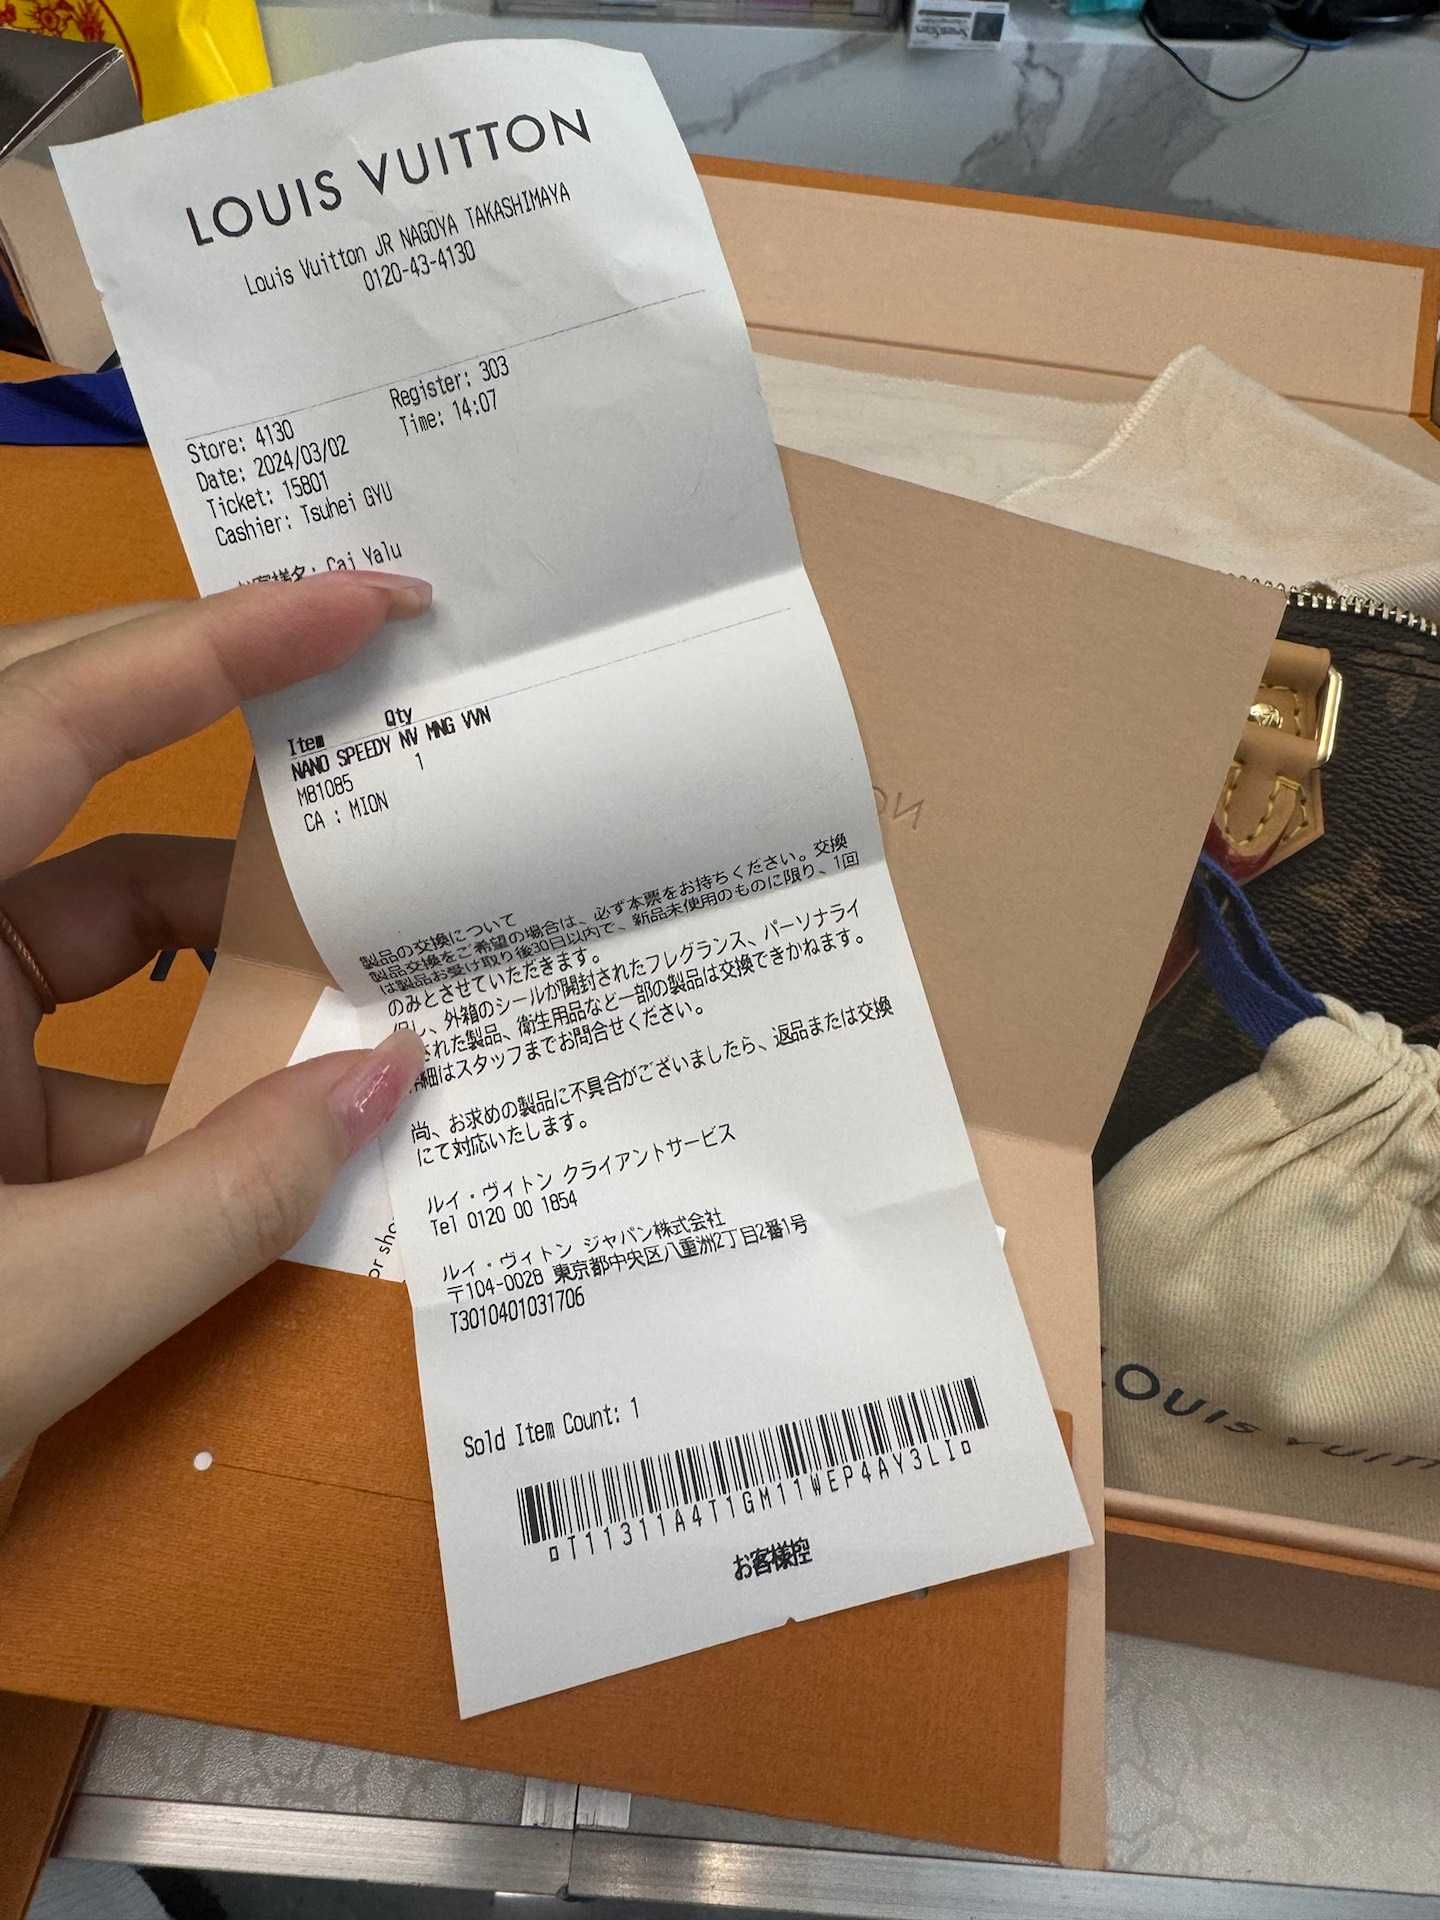 LOUIS VUITTON
Louis Vuitton JR NAGOYA TAKASHIMAYA
0120-43-4130
Store: 4130 Register: 303
Date: 2024/03/02 Time: 14:07
Ticket: 15801
Cashier: Tsuhei GYU
お客様名: Cai Yalu
Item Qty
NANO SPEEDY NV MNG VVN
M81085 1
CA : MION
製品の交換について
製品交換をご希望の場合は、必ず本票をお持ちください。交換
は製品お受け取り後30日以内で、新品未使用のものに限り、1回
のみとさせていただきます。
但し、外箱のシールが開封されたフレグランス、パーソナライ
された製品、衛生用品など一部の製品は交換できかねます。
詳細はスタッフまでお問合せください。
尚、お求めの製品に不具合がございましたら、返品または交換
にて対応いたします。
ルイ・ヴィトン クライアントサービス
Tel 0120 00 1854
ルイ・ヴィトン ジャパン株式会社
〒104-0028 東京都中央区八重洲2丁目2番1号
T3010401031706
Sold Item Count: 1
T11311A4T1GM11WEP4AY3LI
お客様控
or sho
LOUIS VUITT